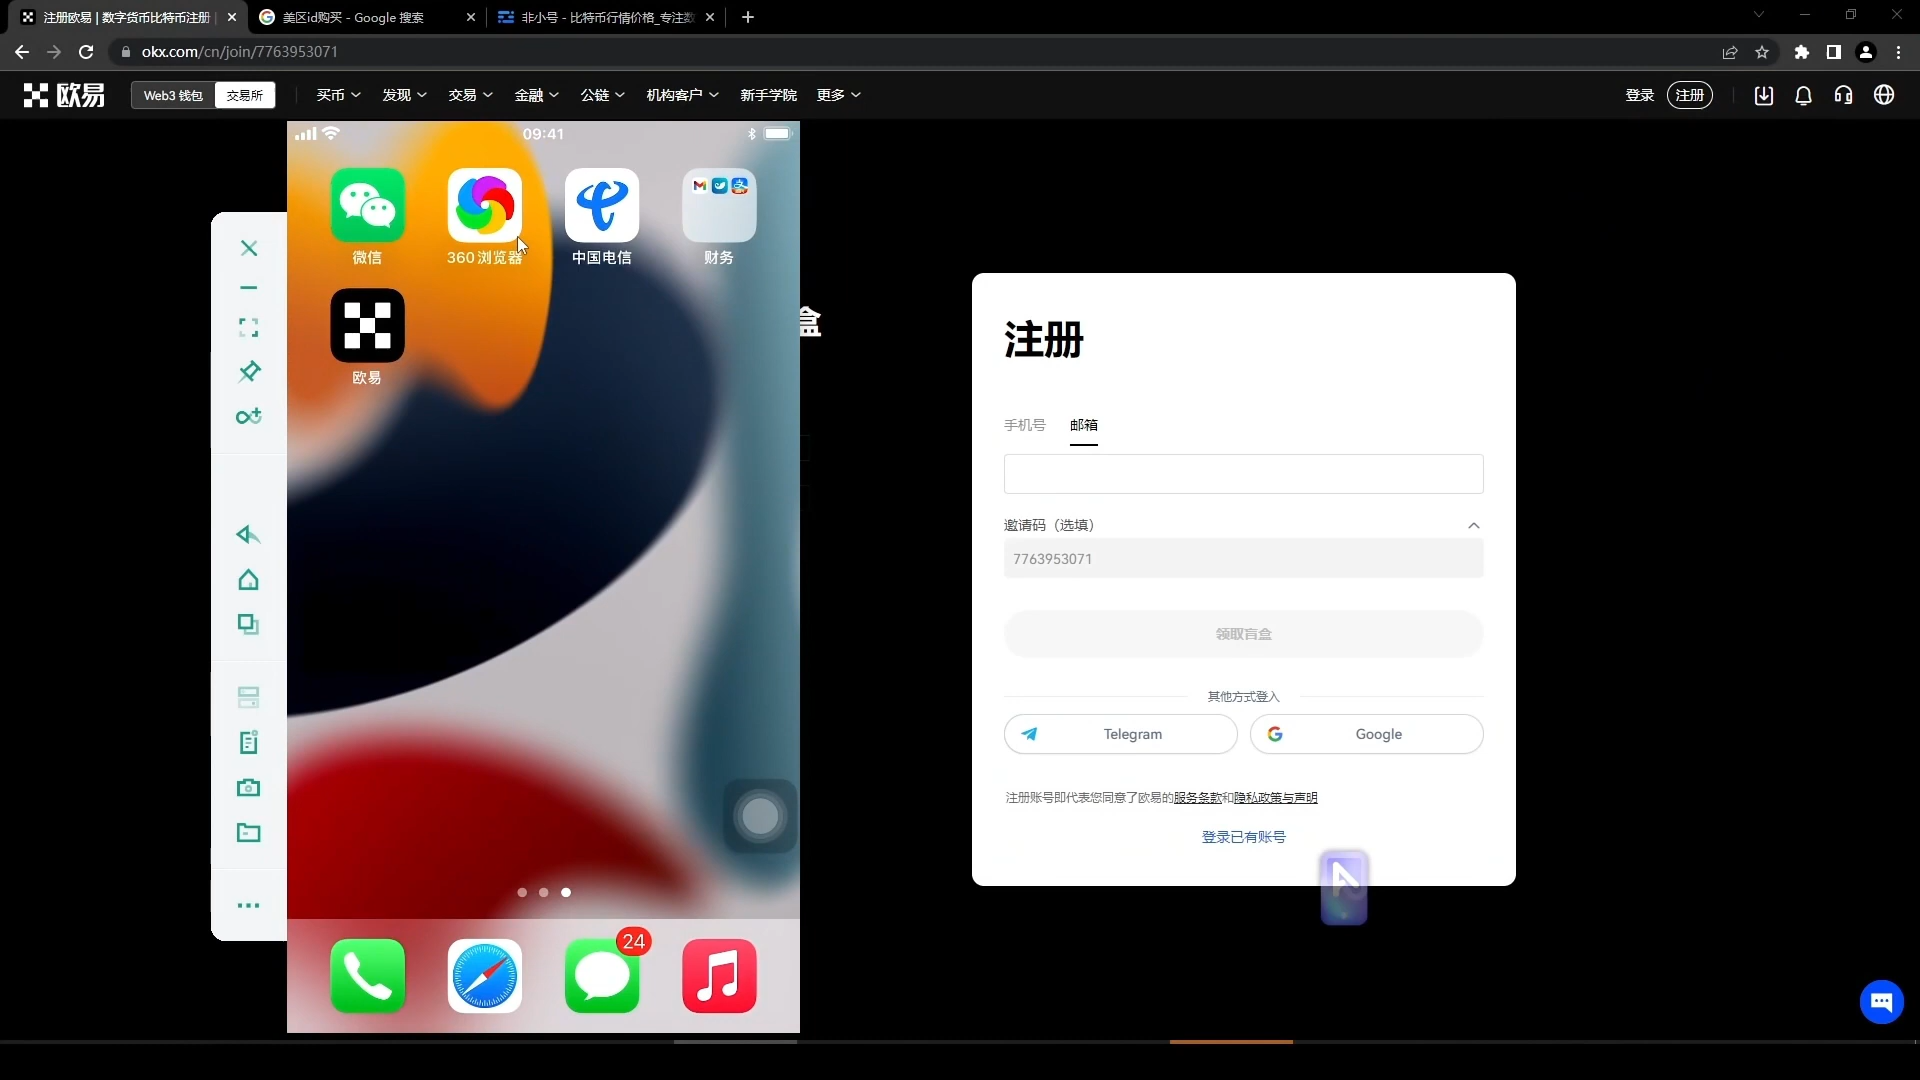 注册欧易 | 数字货币比特币注册 |
美区id购买 - Google 搜索
非小号 - 比特币行情价格_专注数
okx.com/cn/join/7763953071
欧易
Web3 钱包
交易所
买币
发现
交易
金融
公链
机构客户
新手学院
更多
登录
注册
09:41
微信
360 浏览器
中国电信
财务
欧易
24
盒
注册
手机号
邮箱
邀请码（选填）
7763953071
领取盲盒
其他方式登入
Telegram
Google
注册账号即代表您同意了欧易的服务条款和隐私政策与声明
登录已有账号